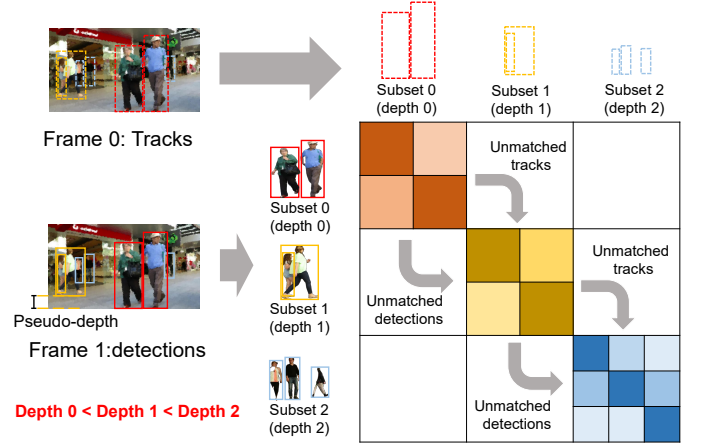 Subset 0
(depth 0)
Subset 1
(depth 1)
Subset 2
(depth 2)
Frame 0: Tracks
Subset 0
(depth 0)
Subset 1
(depth 1)
Subset 2
(depth 2)
Pseudo-depth
Frame 1:detections
Depth 0 < Depth 1 < Depth 2
Unmatched
tracks
Unmatched
detections
Unmatched
tracks
Unmatched
detections